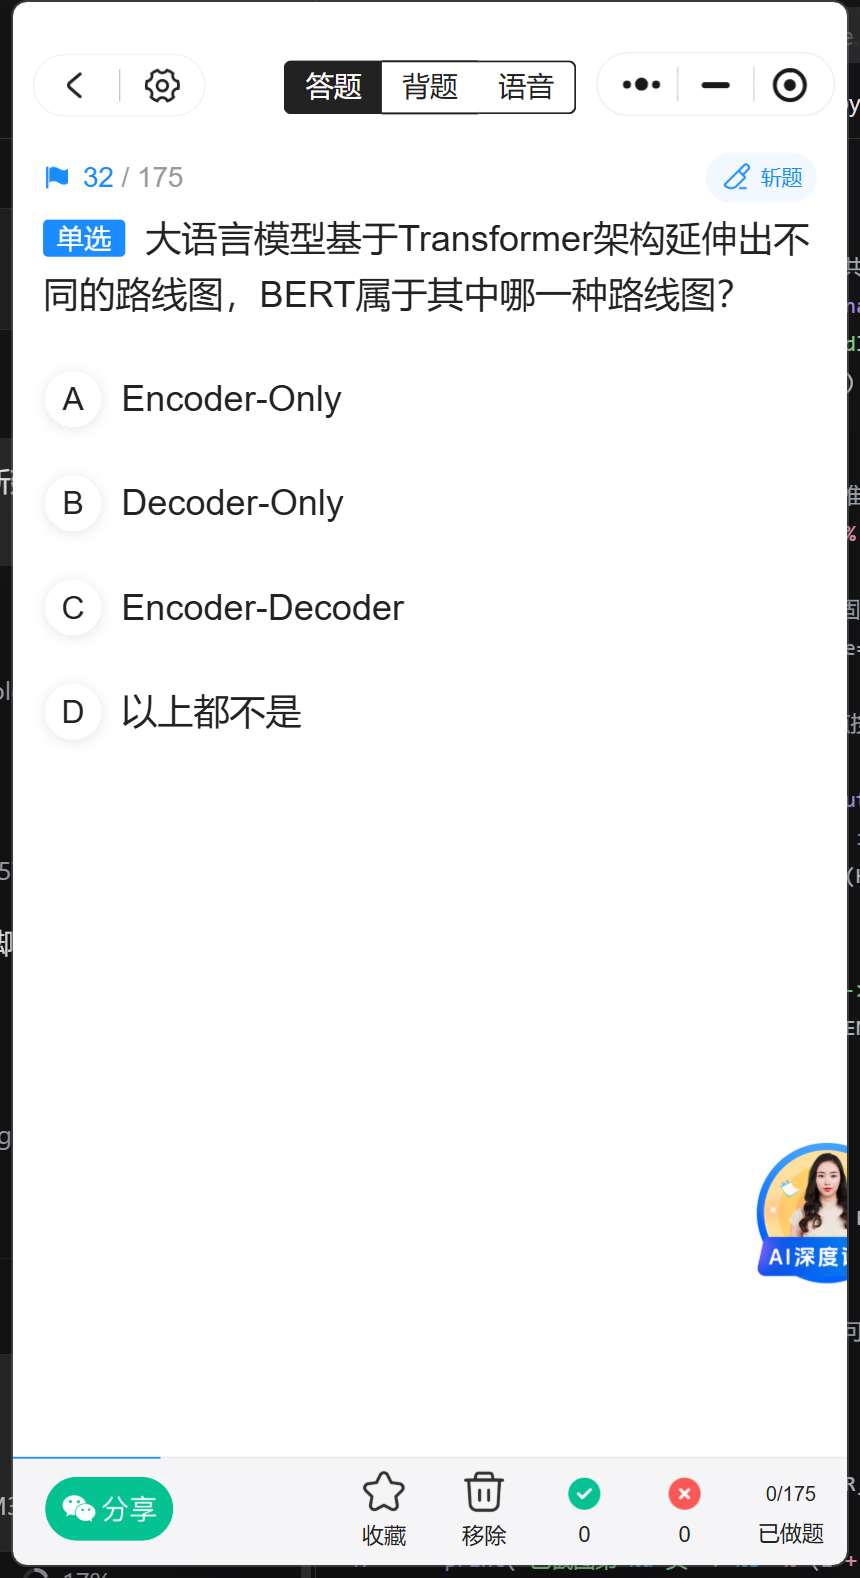 答题 背题 语音
32 / 175
斩题
单选 大语言模型基于Transformer架构延伸出不
同的路线图，BERT属于其中哪一种路线图？
A Encoder-Only
B Decoder-Only
C Encoder-Decoder
D 以上都不是
AI深度
分享
收藏
移除
0
0
0/175
已做题
17%